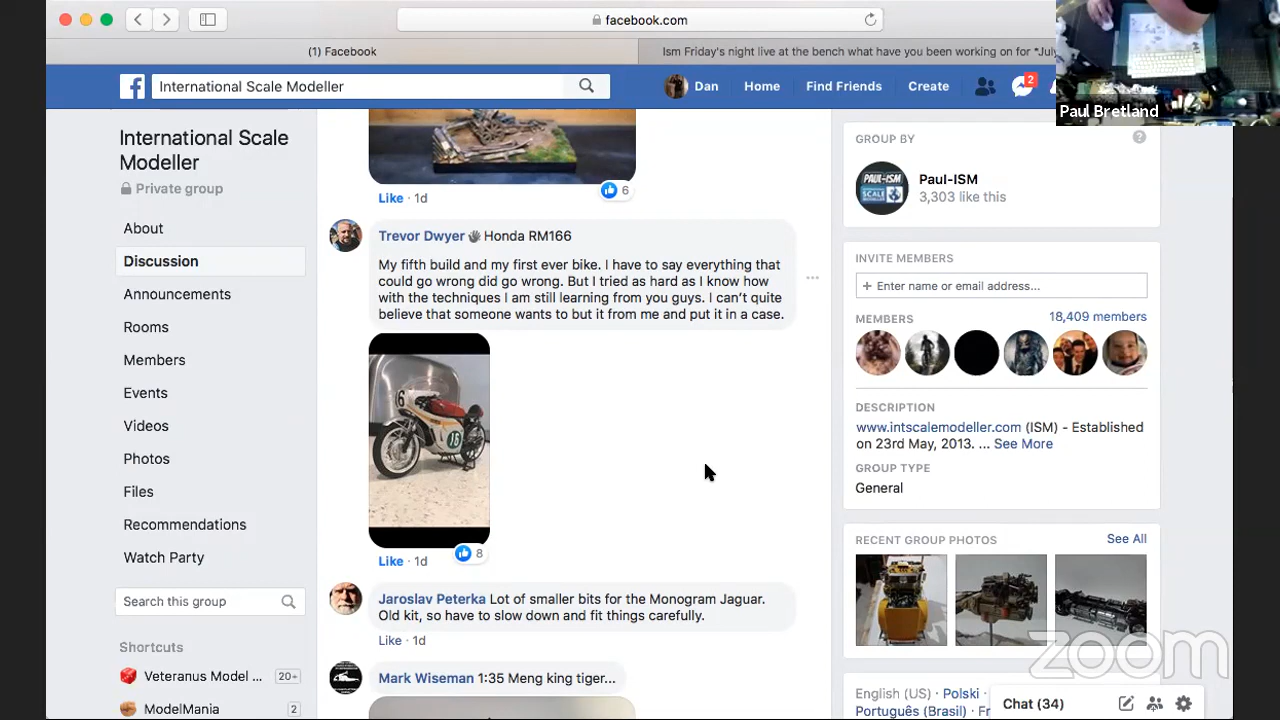 facebook.com
(1) Facebook
Ism Friday's night live at the bench what have you been working on for *July
Paul Bretland
International Scale Modeller
Dan
Home
Find Friends
Create
2
International Scale
Modeller
Private group
About
Discussion
Announcements
Rooms
Members
Events
Videos
Photos
Files
Recommendations
Watch Party
Search this group
Shortcuts
Veteranus Model ...
20+
ModelMania
2
Like · 1d
6
Trevor Dwyer Honda RM166
My fifth build and my first ever bike. I have to say everything that
could go wrong did go wrong. But I tried as hard as I know how
with the techniques I am still learning from you guys. I can't quite
believe that someone wants to but it from me and put it in a case.
16
Like · 1d
8
Jaroslav Peterka Lot of smaller bits for the Monogram Jaguar.
Old kit, so have to slow down and fit things carefully.
Like · 1d
Mark Wiseman 1:35 Meng king tiger...
GROUP BY
?
PAUL-ISM
SCALE
Paul-ISM
3,303 like this
INVITE MEMBERS
+ Enter name or email address...
MEMBERS
18,409 members
DESCRIPTION
www.intscalemodeller.com (ISM) - Established
on 23rd May, 2013. ... See More
GROUP TYPE
General
RECENT GROUP PHOTOS
See All
zoom
English (US) · Polski
Português (Brasil) · Fr
Chat (34)